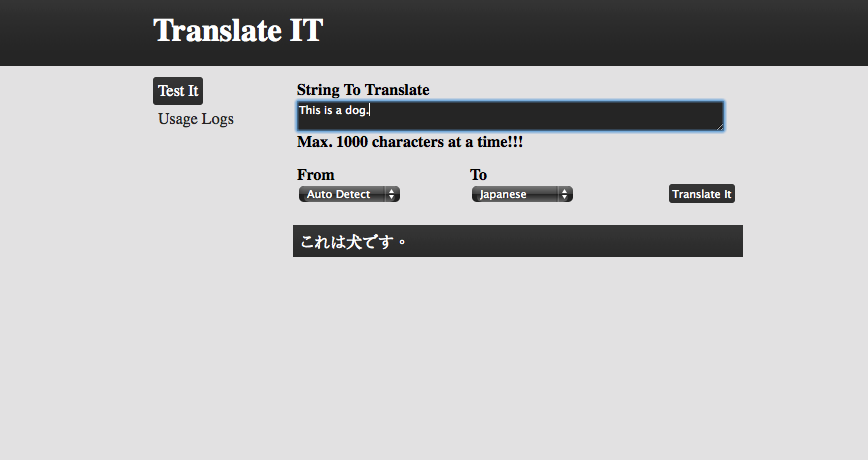 Translate IT
Test It
Usage Logs
String To Translate
This is a dog.
Max. 1000 characters at a time!!!
From To
Auto Detect Japanese Translate It
これは犬です。